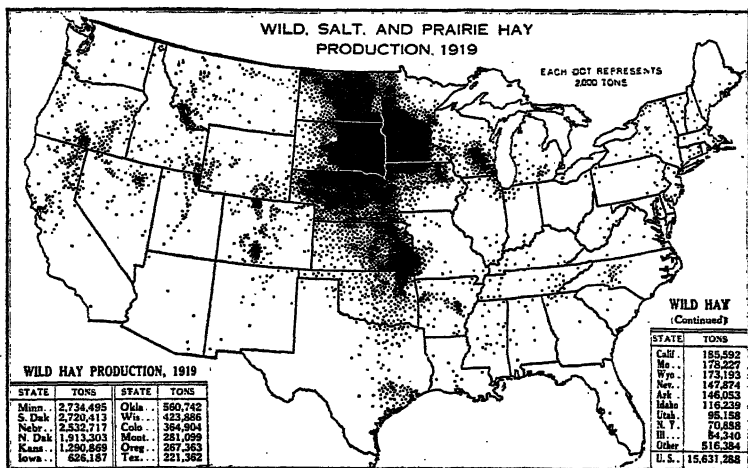 WILD, SALT, AND PRAIRIE HAY
PRODUCTION, 1919
EACH DOT REPRESENTS
2,000 TONS
WILD HAY PRODUCTION, 1919
STATE TONS STATE TONS
Minn.. 2,734,495 Okla.. 560,742
S. Dak 2,720,413 Wis... 423,886
Nebr.. 2,532,717 Colo.. 364,904
N. Dak 1,913,303 Mont.. 281,099
Kans.. 1,290,869 Oreg.. 267,363
Iowa.. 626,187 Tex... 221,362
WILD HAY
(Continued)
STATE TONS
Calif.. 185,592
Mo... 178,227
Wyo.. 173,193
Nev.. 147,874
Ark.. 146,053
Idaho 116,239
Utah. 95,158
N. Y.
Ill... 64,340
Other 516,384
U. S.. 15,631,288